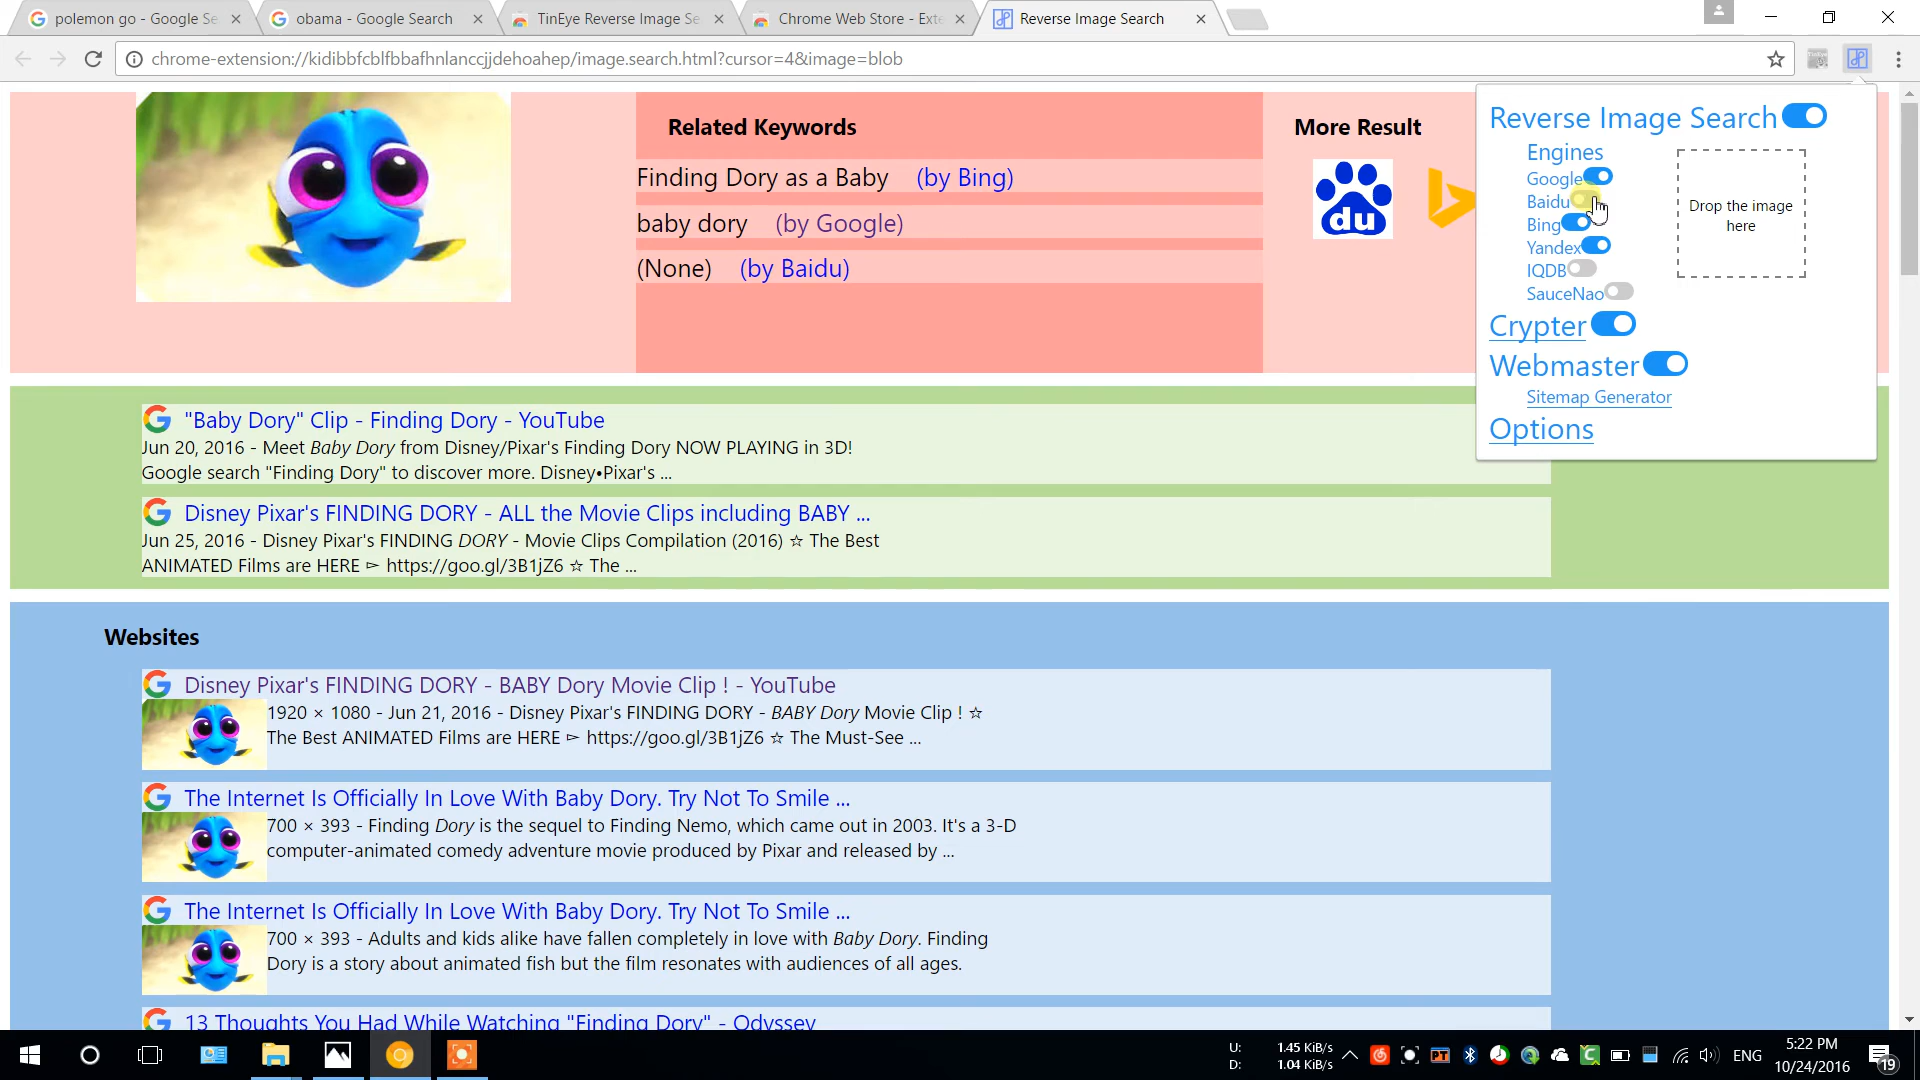 polemon go - Google Se
obama - Google Search
TinEye Reverse Image Se
Chrome Web Store - Exte
Reverse Image Search
chrome-extension://kidibbfcblfbbafhnlanccjjdehoahep/image.search.html?cursor=4&image=blob
Related Keywords
Finding Dory as a Baby (by Bing)
baby dory (by Google)
(None) (by Baidu)
More Result
du
Reverse Image Search
Engines
Google
Baidu
Bing
Yandex
IQDB
SauceNao
Drop the image
here
Crypter
Webmaster
Sitemap Generator
Options
"Baby Dory" Clip - Finding Dory - YouTube
Jun 20, 2016 - Meet Baby Dory from Disney/Pixar's Finding Dory NOW PLAYING in 3D!
Google search "Finding Dory" to discover more. Disney•Pixar's ...
Disney Pixar's FINDING DORY - ALL the Movie Clips including BABY ...
Jun 25, 2016 - Disney Pixar's FINDING DORY - Movie Clips Compilation (2016) ☆ The Best
ANIMATED Films are HERE ► https://goo.gl/3B1jZ6 ☆ The ...
Websites
Disney Pixar's FINDING DORY - BABY Dory Movie Clip ! - YouTube
1920 × 1080 - Jun 21, 2016 - Disney Pixar's FINDING DORY - BABY Dory Movie Clip ! ☆
The Best ANIMATED Films are HERE ► https://goo.gl/3B1jZ6 ☆ The Must-See ...
The Internet Is Officially In Love With Baby Dory. Try Not To Smile ...
700 × 393 - Finding Dory is the sequel to Finding Nemo, which came out in 2003. It's a 3-D
computer-animated comedy adventure movie produced by Pixar and released by ...
The Internet Is Officially In Love With Baby Dory. Try Not To Smile ...
700 × 393 - Adults and kids alike have fallen completely in love with Baby Dory. Finding
Dory is a story about animated fish but the film resonates with audiences of all ages.
13 Thoughts You Had While Watching "Finding Dory" - Odyssey
U: 1.45 KiB/s
D: 1.04 KiB/s
PT
ENG
5:22 PM
10/24/2016
19